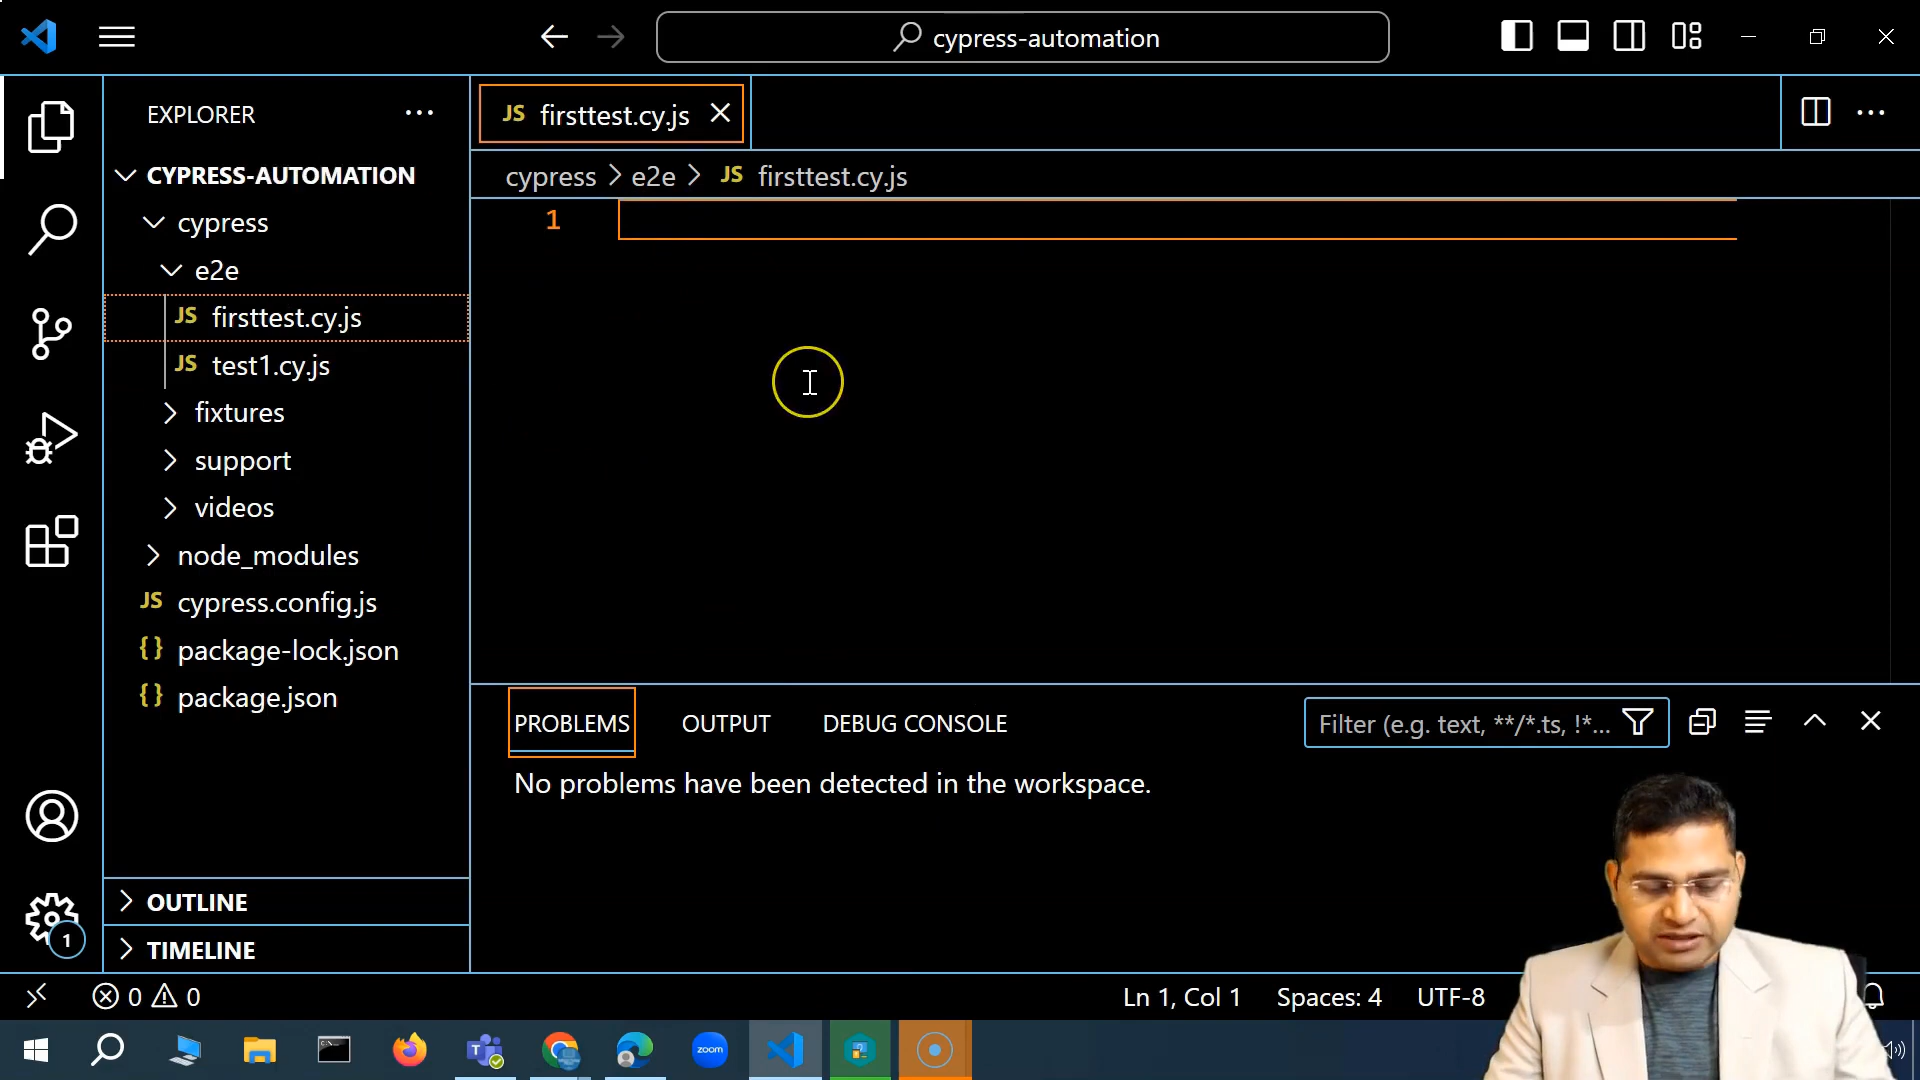 cypress-automation
EXPLORER
JS firsttest.cy.js
CYPRESS-AUTOMATION
cypress > e2e > JS firsttest.cy.js
cypress
1
e2e
JS firsttest.cy.js
JS test1.cy.js
fixtures
support
videos
node_modules
JS cypress.config.js
{} package-lock.json
{} package.json
PROBLEMS OUTPUT DEBUG CONSOLE Filter (e.g. text, **/*.ts, !*...
No problems have been detected in the workspace.
OUTLINE
1
TIMELINE
0 0 Ln 1, Col 1 Spaces: 4 UTF-8
zoom